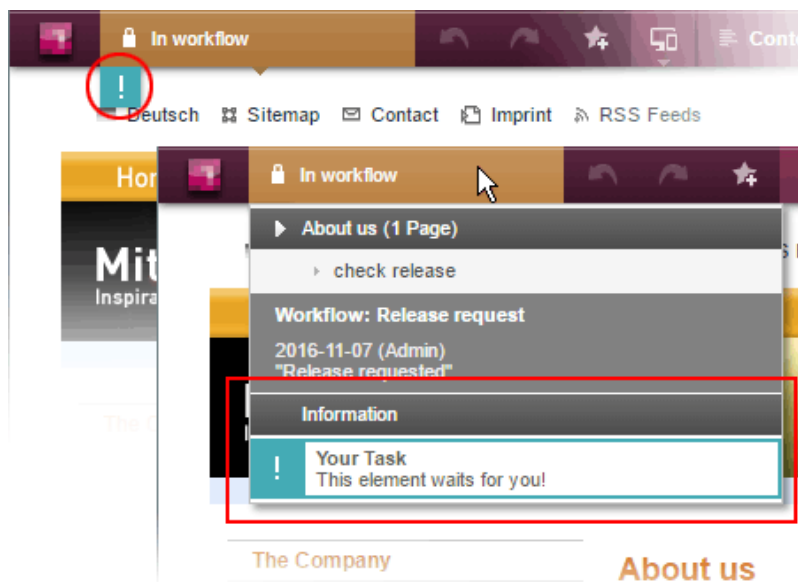 In workflow
Conte
!
Deutsch Sitemap Contact Imprint RSS Feeds
Hor
In workflow
Mit
Inspira
About us (1 Page)
check release
Workflow: Release request
2016-11-07 (Admin)
"Release requested"
Information
!
Your Task
This element waits for you!
The C
The Company
About us